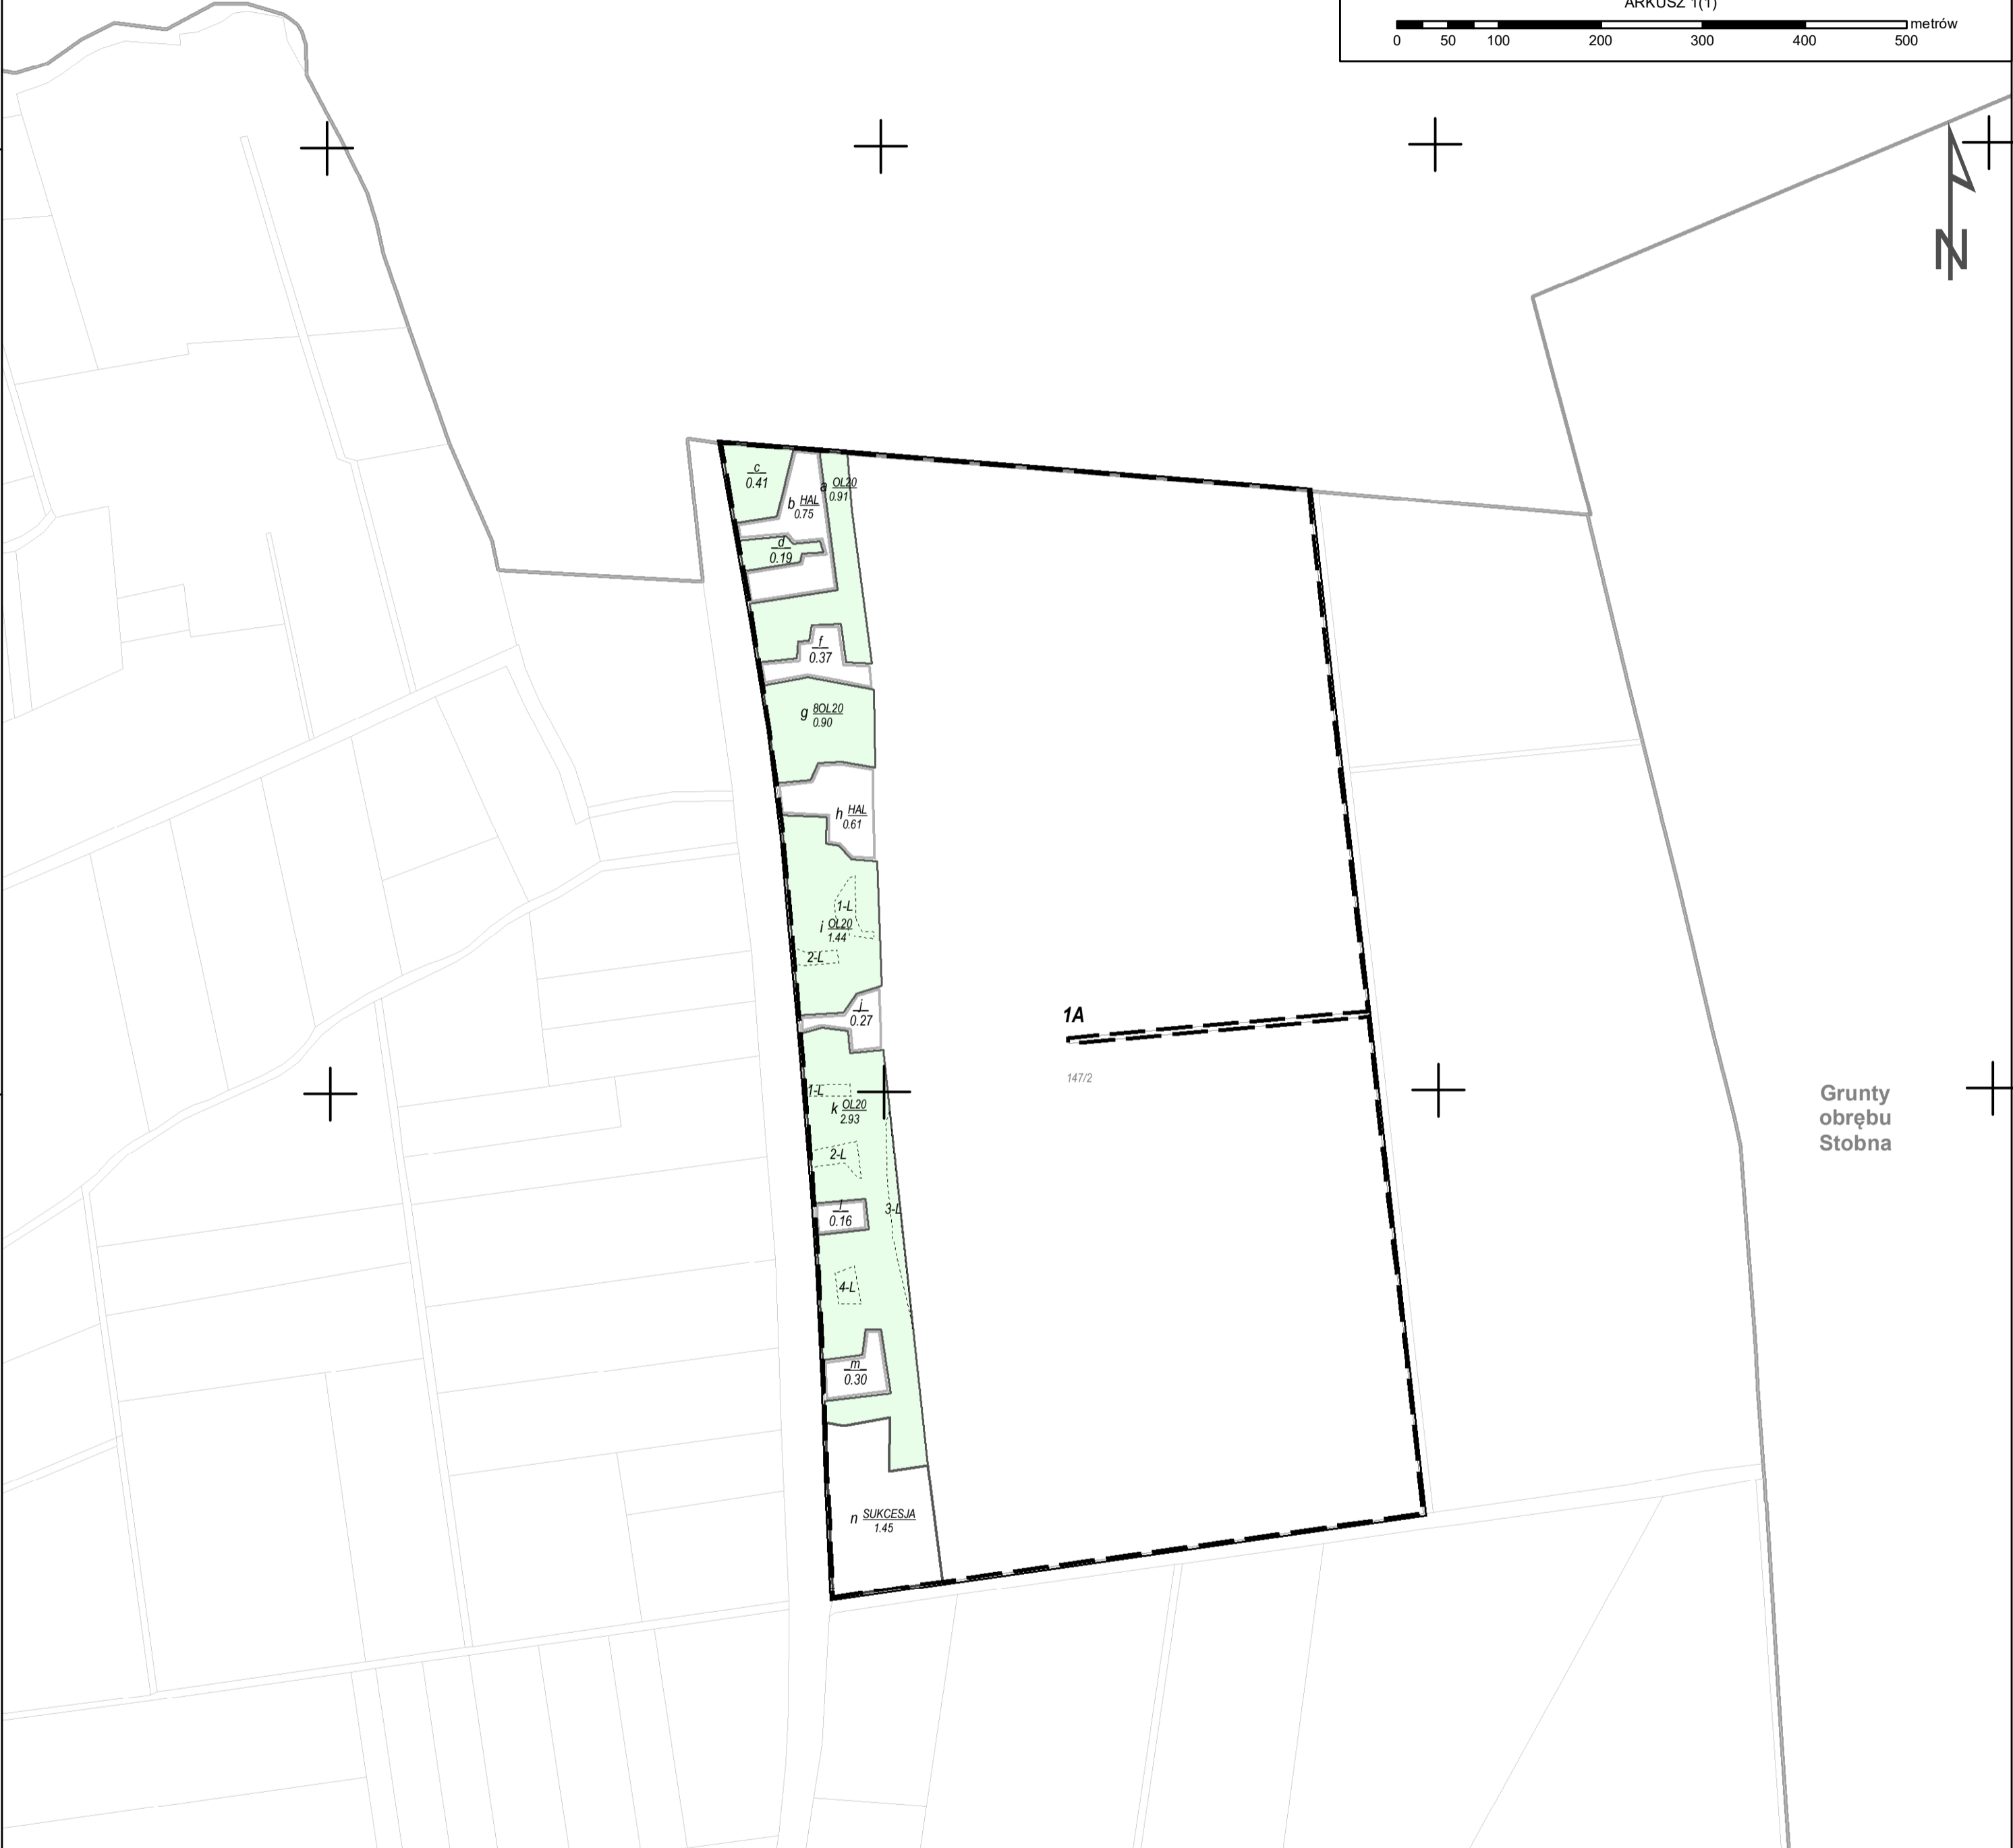 ARKUSZ 1(1)
metrów
0 50 100 200 300 400 500
N
c
0.41
a OL20
0.91
b HAL
0.75
d
0.19
f
0.37
g 8OL20
0.90
h HAL
0.61
1-L
i OL20
1.44
2-L
j
0.27
1A
147/2
1-L
k OL20
2.93
Grunty
obrębu
Stobna
2-L
l
0.16
3-L
4-L
m
0.30
n SUKCESJA
1.45